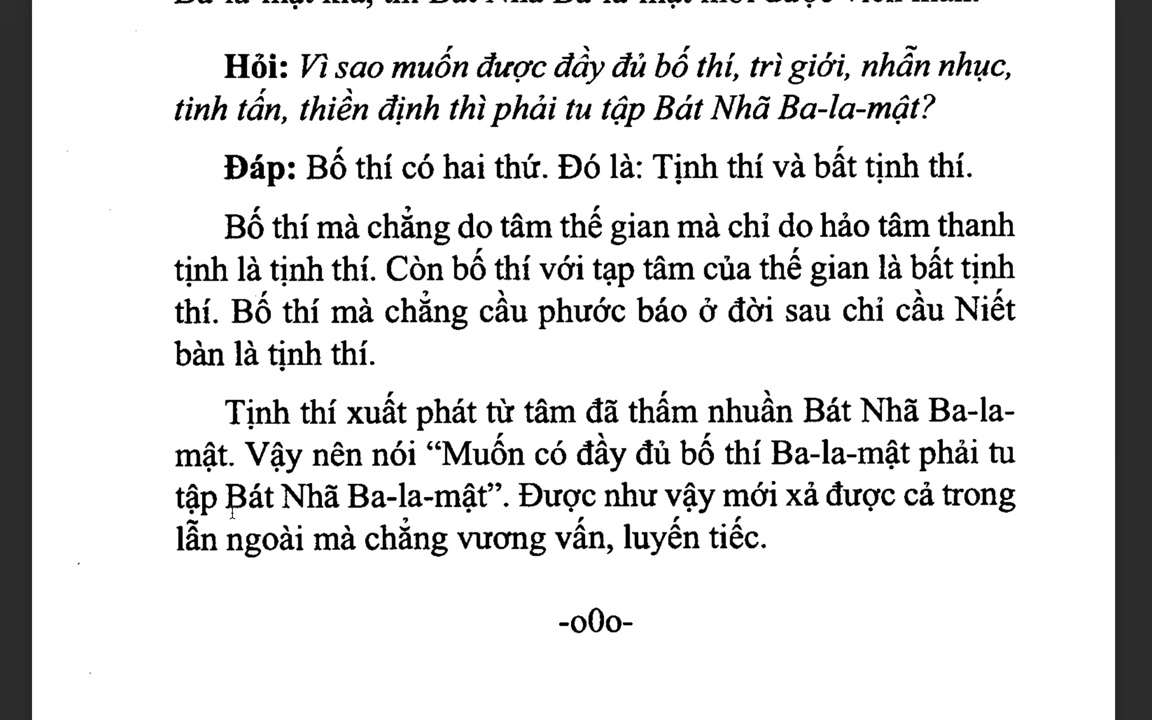 Hỏi: Vì sao muốn được đầy đủ bố thí, trì giới, nhẫn nhục,
tinh tấn, thiền định thì phải tu tập Bát Nhã Ba-la-mật?
Đáp: Bố thí có hai thứ. Đó là: Tịnh thí và bất tịnh thí.
Bố thí mà chẳng do tâm thế gian mà chỉ do hảo tâm thanh
tịnh là tịnh thí. Còn bố thí với tạp tâm của thế gian là bất tịnh
thí. Bố thí mà chẳng cầu phước báo ở đời sau chỉ cầu Niết
bàn là tịnh thí.
Tịnh thí xuất phát từ tâm đã thấm nhuần Bát Nhã Ba-la-
mật. Vậy nên nói “Muốn có đầy đủ bố thí Ba-la-mật phải tu
tập Bát Nhã Ba-la-mật”. Được như vậy mới xả được cả trong
lẫn ngoài mà chẳng vương vấn, luyến tiếc.
-o0o-